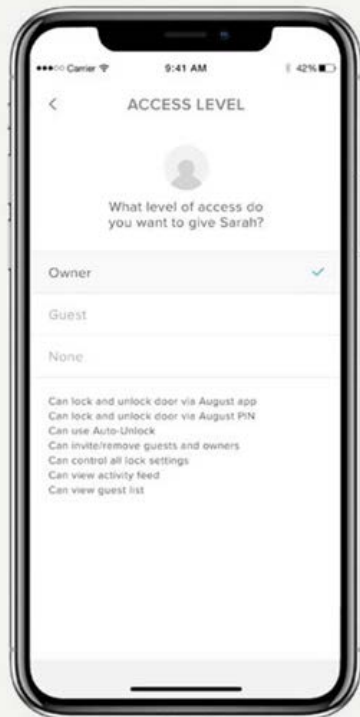 ●●●○○ Carrier 9:41 AM 42%
< ACCESS LEVEL
What level of access do
you want to give Sarah?
Owner ✓
Guest
None
Can lock and unlock door via August app
Can lock and unlock door via August PIN
Can use Auto-Unlock
Can invite/remove guests and owners
Can control all lock settings
Can view activity feed
Can view guest list